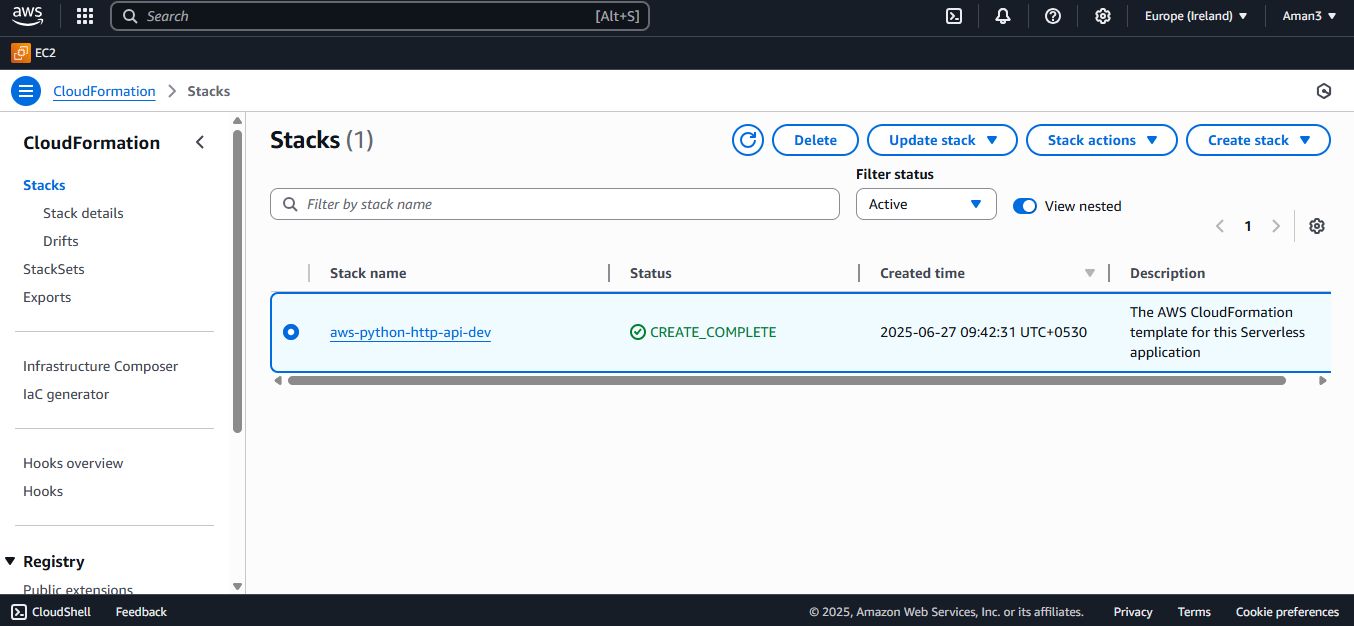 aws
Search
[Alt+S]
Europe (Ireland)
Aman3
EC2
CloudFormation
Stacks
CloudFormation
Stacks
Stack details
Drifts
StackSets
Exports
Infrastructure Composer
IaC generator
Hooks overview
Hooks
Registry
Public extensions
Stacks (1)
Delete
Update stack
Stack actions
Create stack
Filter by stack name
Filter status
Active
View nested
1
Stack name
Status
Created time
Description
aws-python-http-api-dev
CREATE_COMPLETE
2025-06-27 09:42:31 UTC+0530
The AWS CloudFormation
template for this Serverless
application
CloudShell
Feedback
© 2025, Amazon Web Services, Inc. or its affiliates.
Privacy
Terms
Cookie preferences